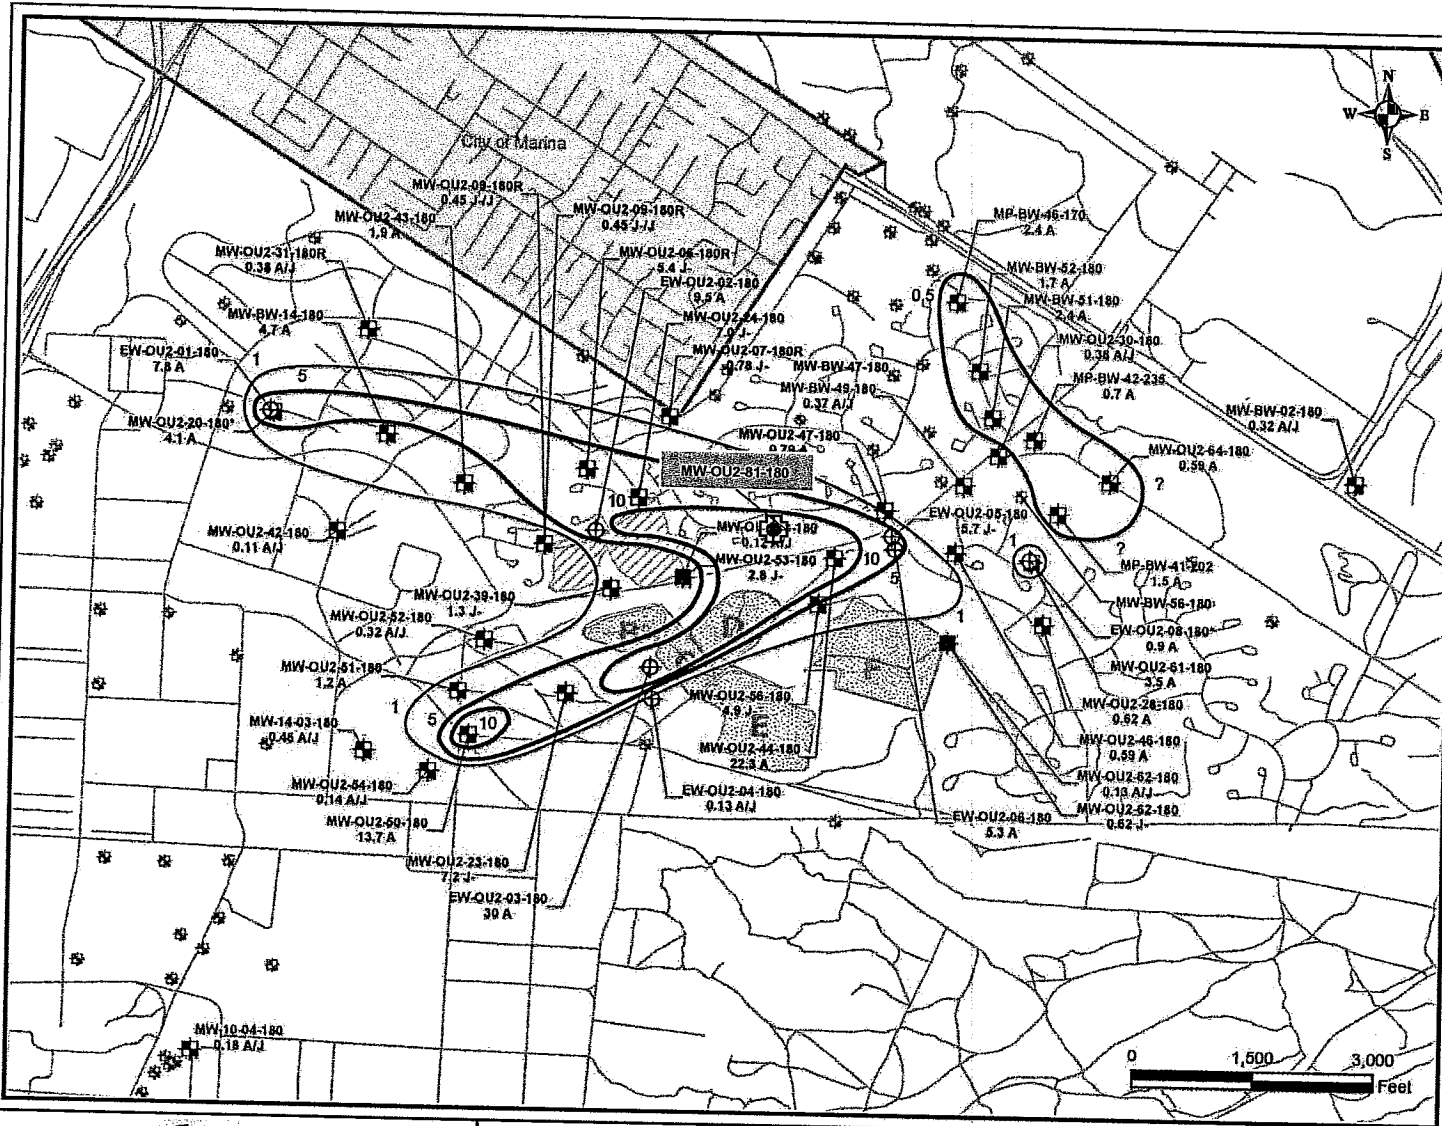 N
W
E
S
City of Marina
MW-OU2-09-180R
0.45 J-/J
MW-OU2-43-180
1.9 A
MW-OU2-31-180R
0.38 A/J
MW-BW-14-180
4.7 A
EW-OU2-01-180
7.8 A
MW-OU2-20-180*
4.1 A
MW-OU2-09-180R
0.45 J-/J
MW-OU2-06-180R
5.4 J-
EW-OU2-02-180
9.5 A
MW-OU2-24-180
7.0 J-
MW-OU2-07-180R
0.78 J-
MW-BW-47-180
MW-BW-49-180
0.37 A/J
MW-OU2-47-180
MW-OU2-81-180
MP-BW-46-170
2.4 A
MW-BW-52-180
1.7 A
MW-BW-51-180
2.4 A
MW-OU2-30-180
0.38 A/J
MP-BW-42-235
0.7 A
MW-BW-02-180
0.32 A/J
MW-OU2-64-180
0.59 A
0.5
1
5
10
?
?
1
10
5
1
EW-OU2-05-180
5.7 J-
0.12 A/J
MW-OU2-53-180
2.8 J-
MW-OU2-42-180
0.11 A/J
MW-OU2-39-180
1.3 J-
MW-OU2-52-180
0.32 A/J
MW-OU2-51-180
1.2 A
MW-14-03-180
0.46 A/J
MW-OU2-54-180
0.14 A/J
MW-OU2-50-180
13.7 A
MW-OU2-23-180
7.2 J-
EW-OU2-03-180
30 A
1
5
10
D
E
F
MW-OU2-56-180
4.9 J-
MW-OU2-44-180
22.3 A
EW-OU2-04-180
0.13 A/J
EW-OU2-06-180
5.3 A
MP-BW-41-202
1.5 A
MW-BW-56-180
EW-OU2-08-180*
0.9 A
MW-OU2-61-180
3.5 A
MW-OU2-28-180
0.62 A
MW-OU2-46-180
0.59 A
MW-OU2-62-180
0.13 A/J
MW-OU2-62-180
0.62 J-
MW-10-04-180
0.18 A/J
0 1,500 3,000
Feet